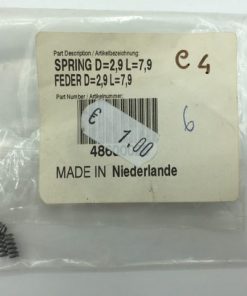 Part Description / Artikelbezeichnung:
SPRING D=2,9 L=7,9
FEDER D=2,9 L=7,9
C4
Part Number / Artikelnummer:
€ 1.00
6
MADE IN Niederlande